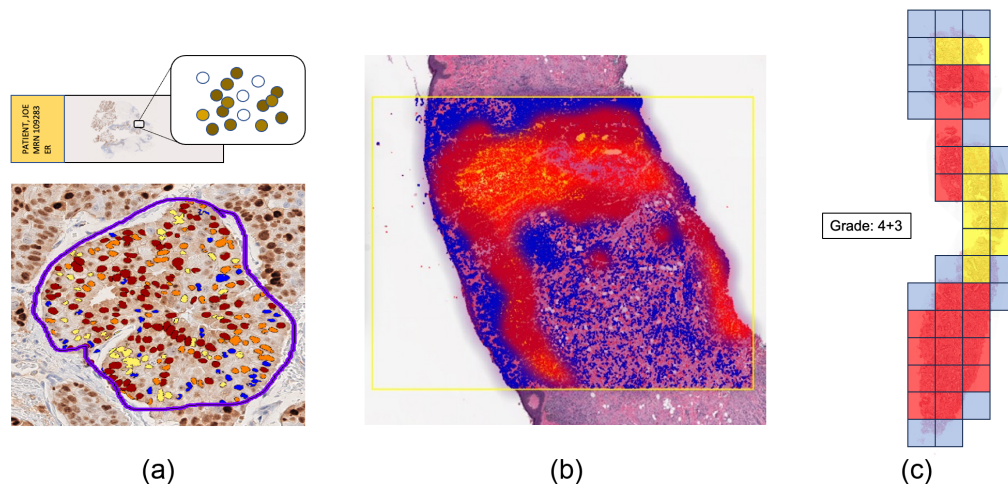 PATIENT, JOE
MRN 109283
ER
Grade: 4+3
(a)
(b)
(c)